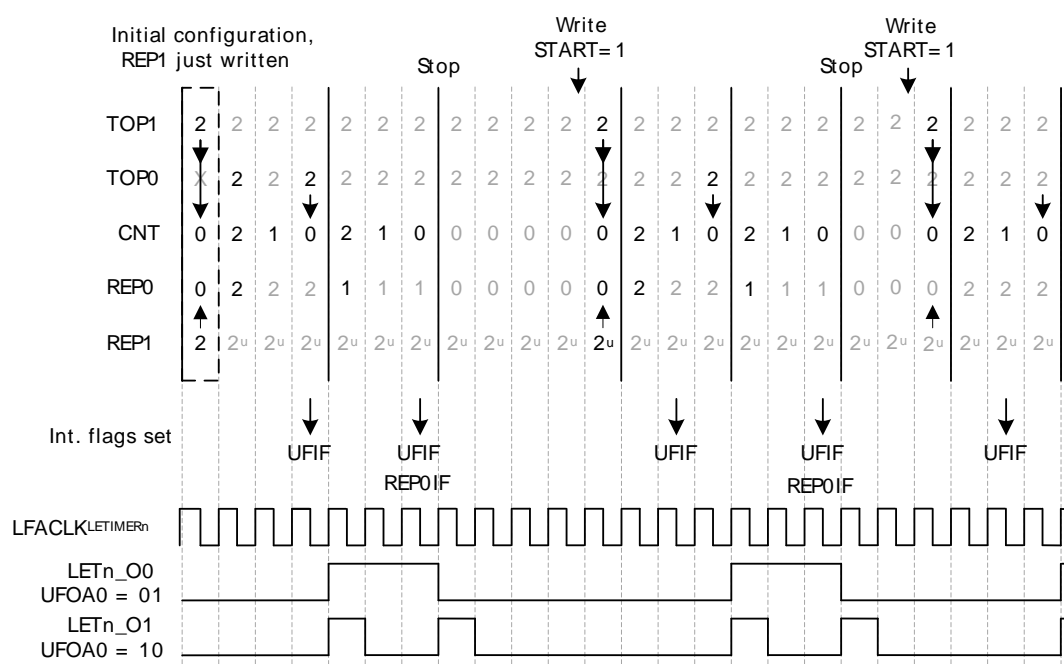 Initial configuration,
REP1 just written
Stop
Write
START=1
Stop
Write
START=1
TOP1 2 2 2 2 2 2 2 2 2 2 2 2 2 2 2 2 2 2 2 2 2 2 2 2
TOP0 X 2 2 2 2 2 2 2 2 2 2 2 2 2 2 2 2 2 2 2 2 2 2 2
CNT 0 2 1 0 2 1 0 0 0 0 0 0 2 1 0 2 1 0 0 0 0 2 1 0
REP0 0 2 2 2 1 1 1 0 0 0 0 0 2 2 2 1 1 1 0 0 0 2 2 2
REP1 2 2u 2u 2u 2u 2u 2u 2u 2u 2u 2u 2u 2u 2u 2u 2u 2u 2u 2u 2u 2u 2u 2u 2u
Int. flags set
UFIF UFIF UFIF UFIF UFIF
REP0IF REP0IF
LFACLKLETIMERn
LETn_O0
UFOA0 = 01
LETn_O1
UFOA0 = 10